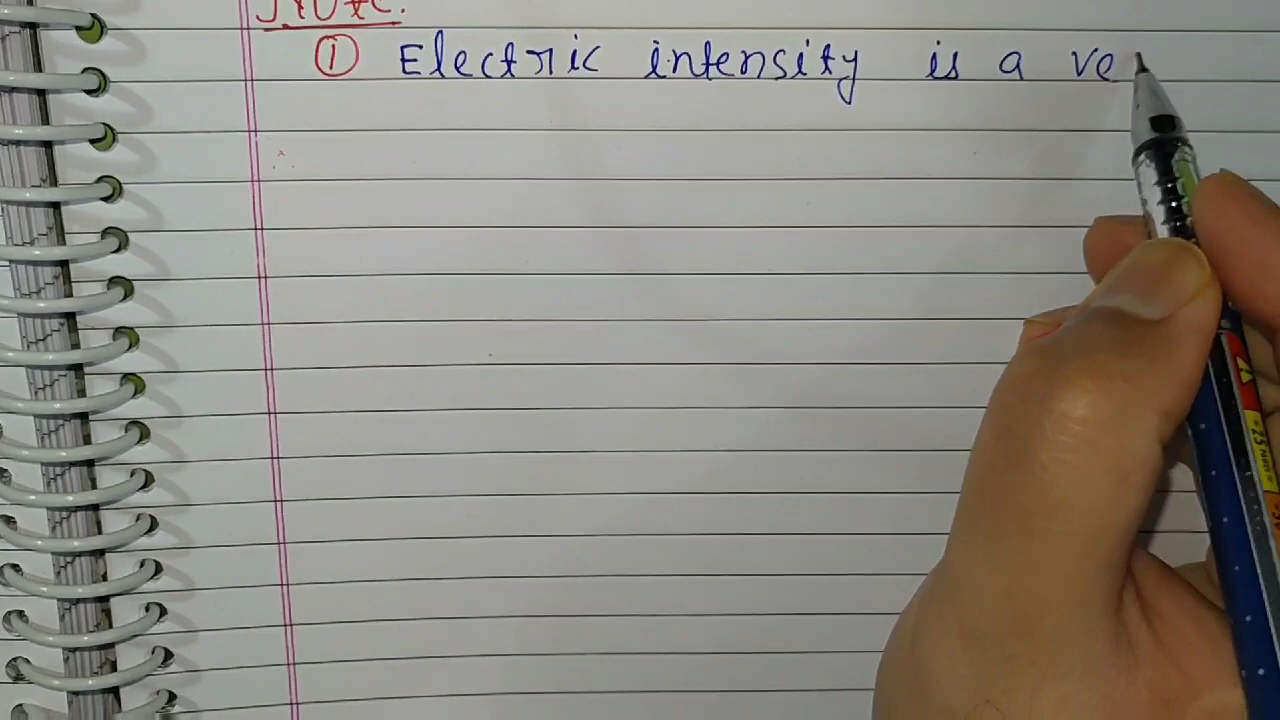 ① Electric intensity is a ve